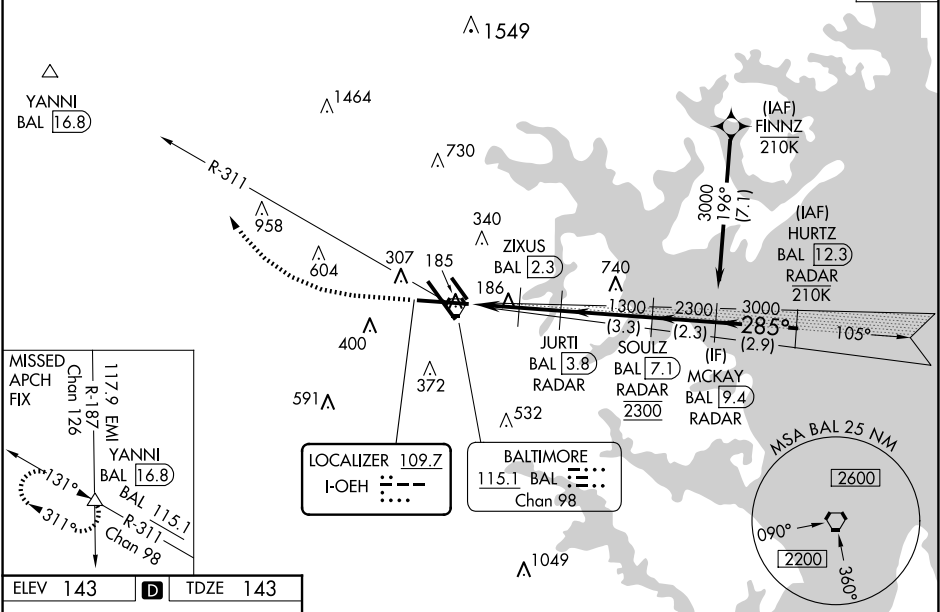 1549
YANNI
BAL 16.8
1464
(IAF)
FINNZ
210K
730
R-311
3000
196°
(7.1)
958
340
(IAF)
HURTZ
BAL 12.3
RADAR
210K
604
307
185
ZIXUS
BAL 2.3
740
186
1300
2300
3000
285°
105°
(3.3)
(2.3)
(2.9)
400
JURTI
BAL 3.8
RADAR
SOULZ
BAL 7.1
RADAR
2300
(IF)
MCKAY
BAL 9.4
RADAR
372
591
532
MISSED
APCH
FIX
117.9 EMI
R-187
Chan 126
YANNI
BAL 16.8
BAL 115.1
R-311
Chan 98
131°
311°
LOCALIZER 109.7
I-OEH
BALTIMORE
115.1 BAL
Chan 98
MSA BAL 25 NM
2600
090°
2200
360°
1049
ELEV 143 D TDZE 143